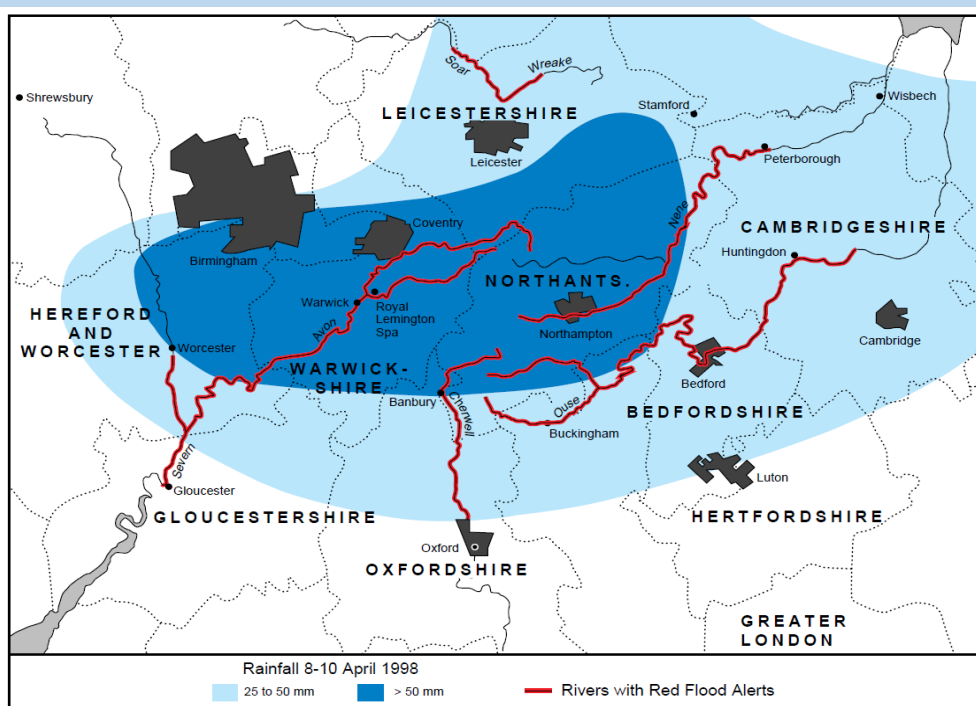 Soar
Wreake
Shrewsbury
Wisbech
LEICESTERSHIRE
Stamford
Leicester
Peterborough
Nene
Coventry
CAMBRIDGESHIRE
Birmingham
Huntingdon
NORTHANTS.
Warwick
Royal
Lemington
Spa
HEREFORD
AND
WORCESTER
Avon
Northampton
Cambridge
Worcester
WARWICK-
SHIRE
Bedford
Banbury
Cherwell
Ouse
BEDFORDSHIRE
Buckingham
Severn
Luton
Gloucester
GLOUCESTERSHIRE
HERTFORDSHIRE
Oxford
OXFORDSHIRE
GREATER
LONDON
Rainfall 8-10 April 1998
25 to 50 mm
> 50 mm
Rivers with Red Flood Alerts